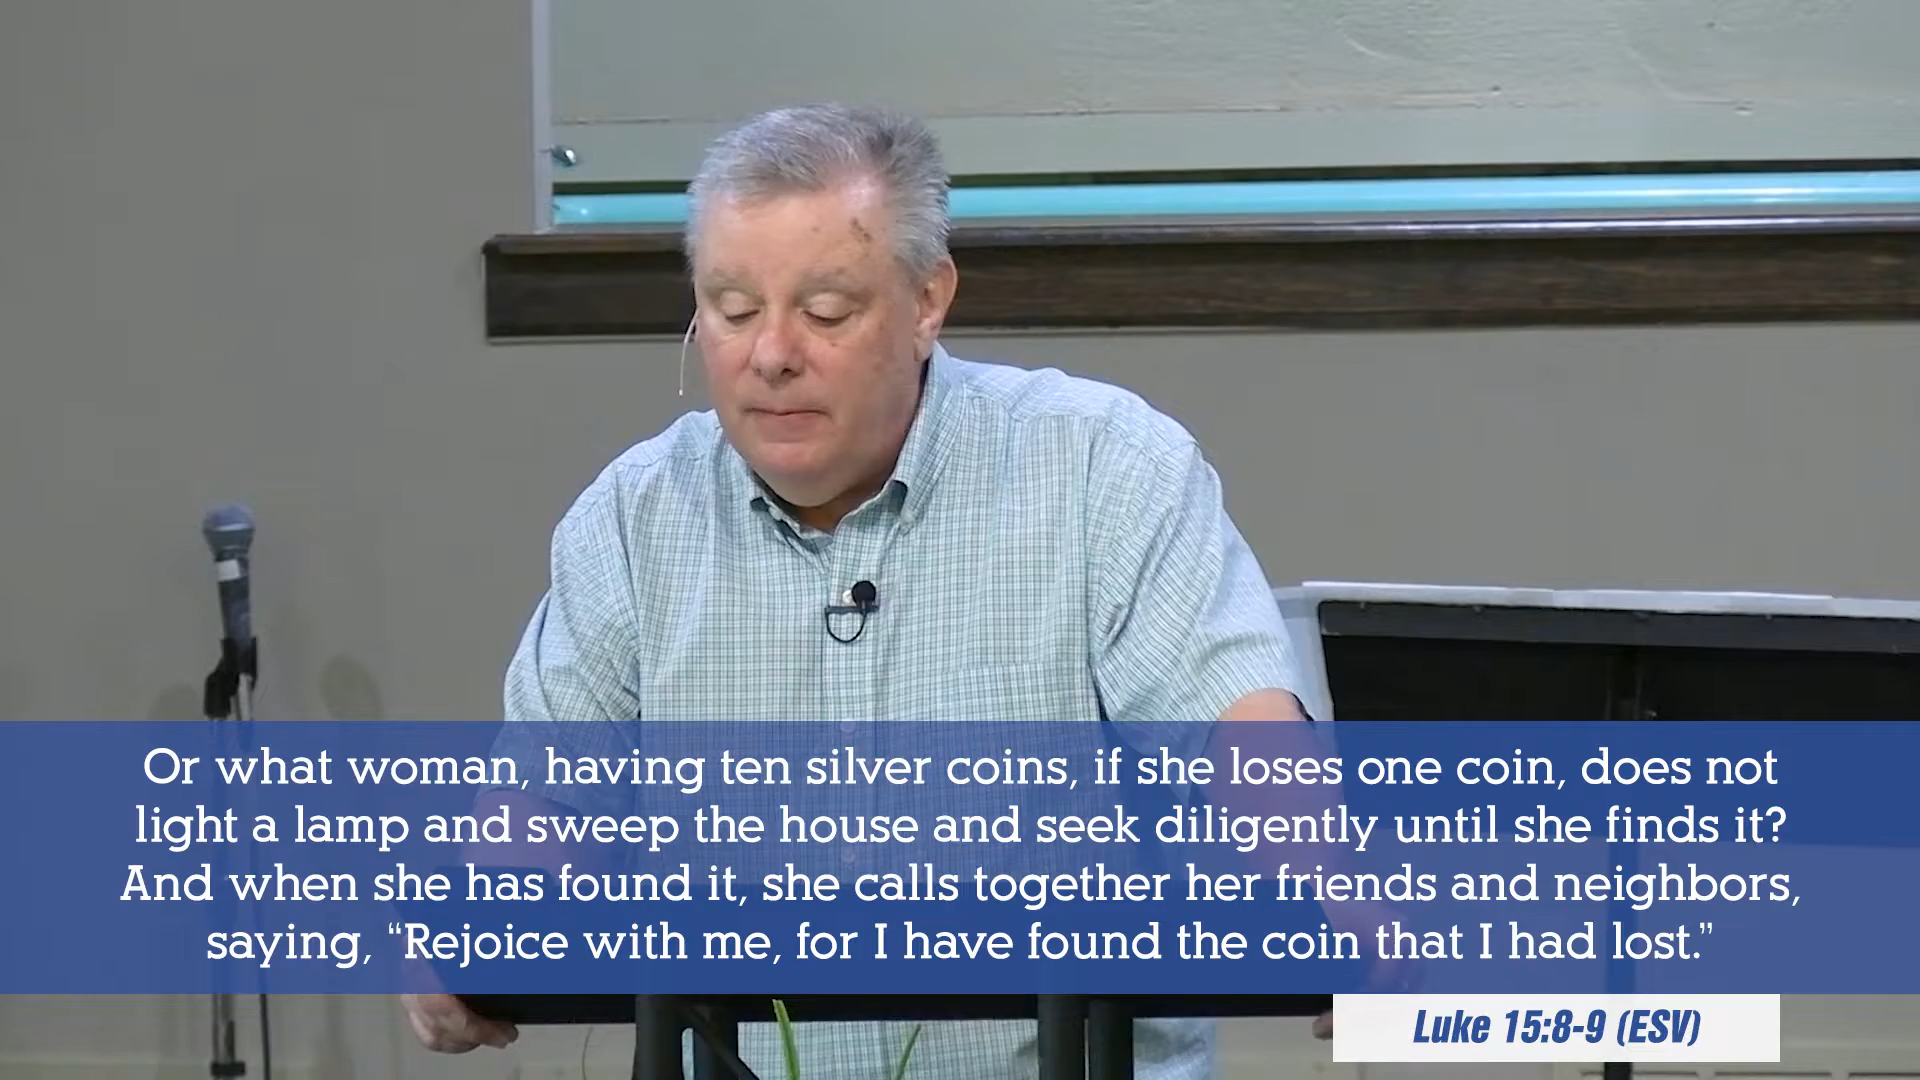 Or what woman, having ten silver coins, if she loses one coin, does not
light a lamp and sweep the house and seek diligently until she finds it?
And when she has found it, she calls together her friends and neighbors,
saying, “Rejoice with me, for I have found the coin that I had lost.”
Luke 15:8-9 (ESV)